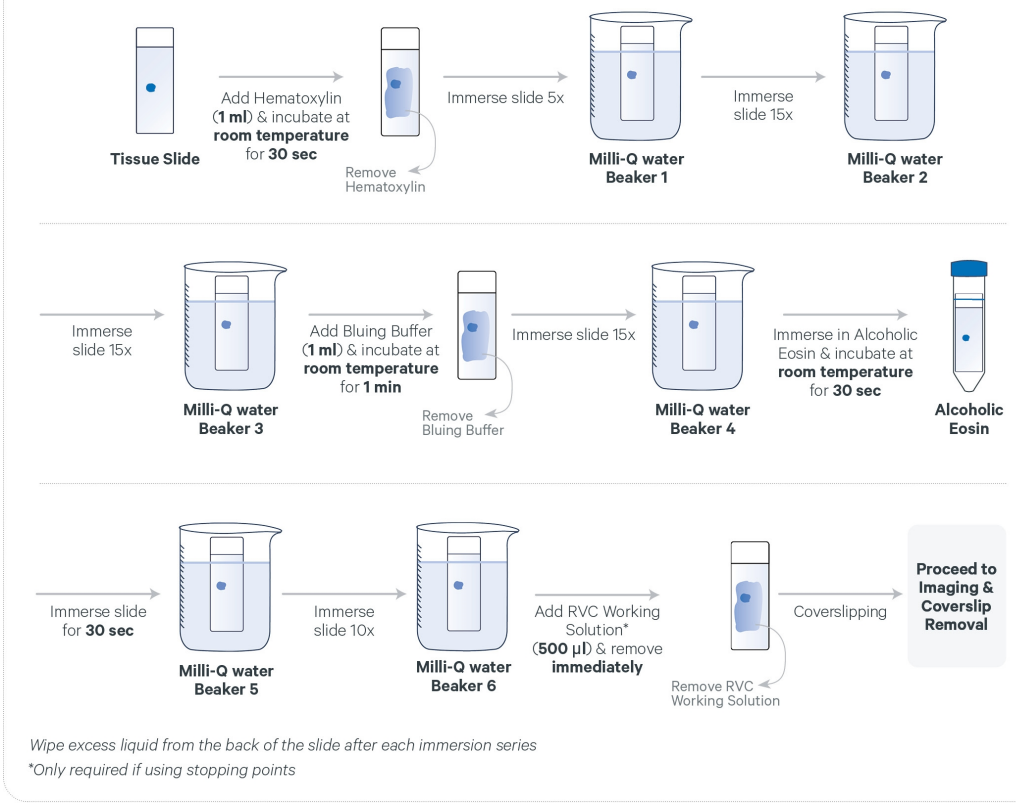 Tissue Slide
Add Hematoxylin
(1 ml) & incubate at
room temperature
for 30 sec
Remove
Hematoxylin
Immerse slide 5x
Milli-Q water
Beaker 1
Immerse
slide 15x
Milli-Q water
Beaker 2
Immerse
slide 15x
Milli-Q water
Beaker 3
Add Bluing Buffer
(1 ml) & incubate at
room temperature
for 1 min
Remove
Bluing Buffer
Immerse slide 15x
Milli-Q water
Beaker 4
Immerse in Alcoholic
Eosin & incubate at
room temperature
for 30 sec
Alcoholic
Eosin
Immerse slide
for 30 sec
Milli-Q water
Beaker 5
Immerse
slide 10x
Milli-Q water
Beaker 6
Add RVC Working
Solution*
(500 µl) & remove
immediately
Remove RVC
Working Solution
Coverslipping
Proceed to
Imaging &
Coverslip
Removal
Wipe excess liquid from the back of the slide after each immersion series
*Only required if using stopping points